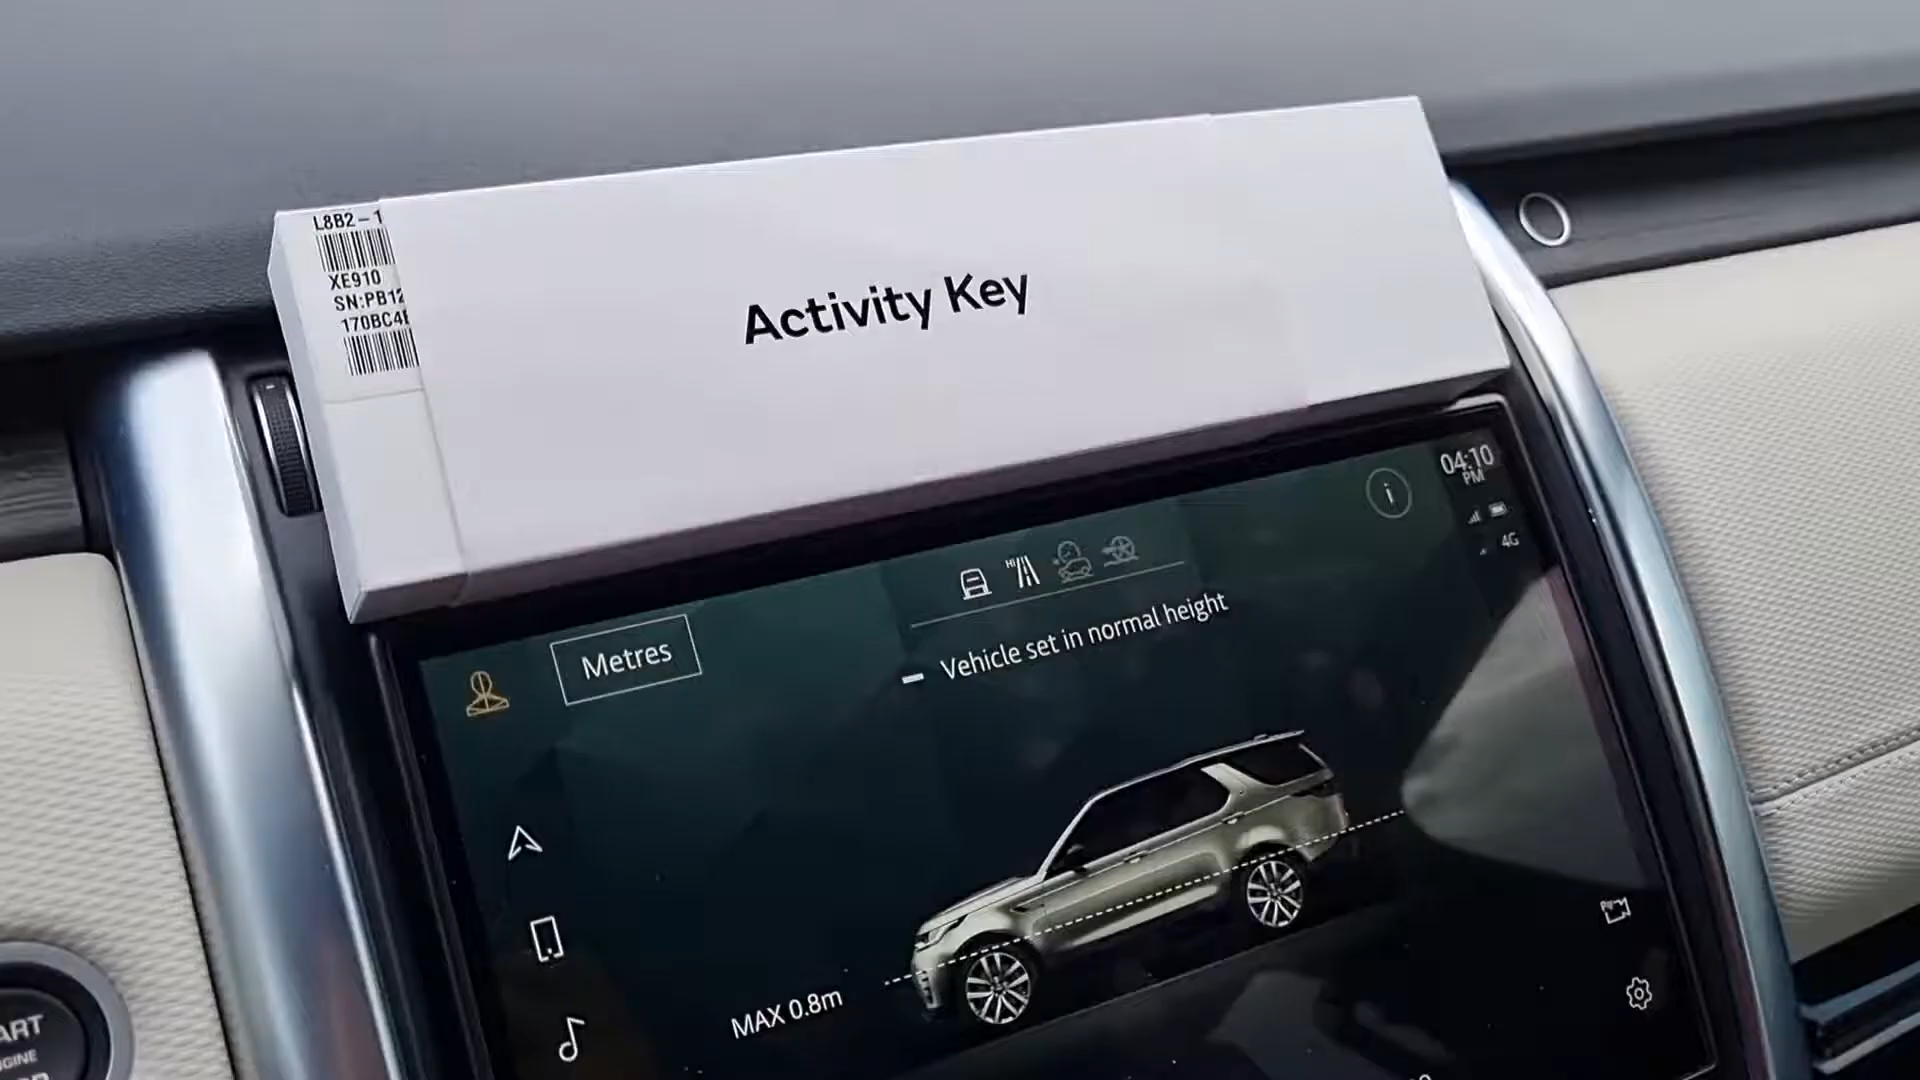 L8B2-1
XE910
SN:PB12
170BC4
Activity Key
04:10
PM
4G
i
HI
Metres
Vehicle set in normal height
MAX 0.8m
ART
GINE